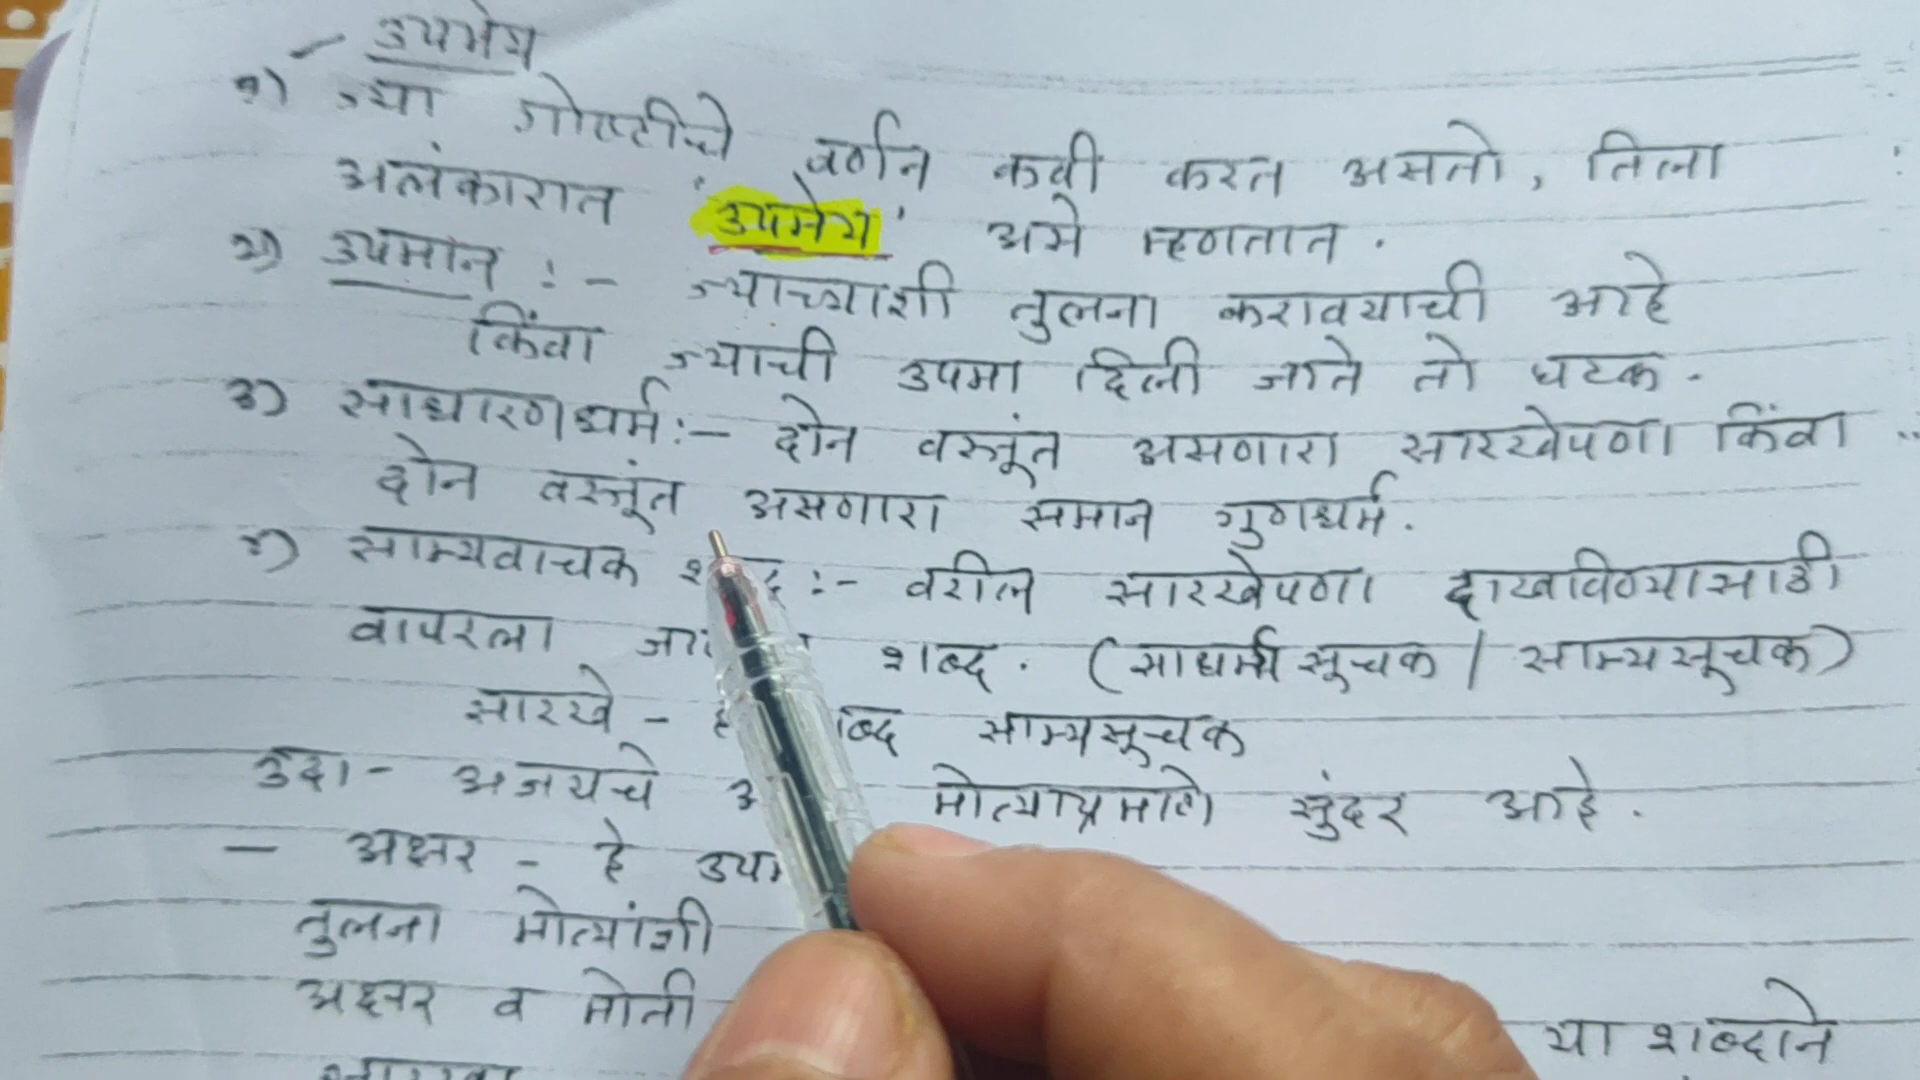 उपमेय
१) ज्या गोष्टीचे वर्णन कवी करत असतो, तिला
अलंकारात 'उपमेय' असे म्हणतात.
२) उपमान :- ज्याच्याशी तुलना करावयाची आहे
किंवा ज्याची उपमा दिली जाते तो घटक.
३) साधारणधर्म :- दोन वस्तूंत असणारा सारखेपणा किंवा
दोन वस्तूंत असणारा समान गुणधर्म.
४) साम्यवाचक शब्द :- वरील सारखेपणा दाखविण्यासाठी
वापरला शब्द. (साधर्म्यसूचक / साम्यसूचक)
सारखे - साम्यसूचक
उदा - अजयचे मोत्याप्रमाणे सुंदर आहे.
- अक्षर - हे
तुलना मोत्यांशी
अक्षर व मोती या शब्दाने